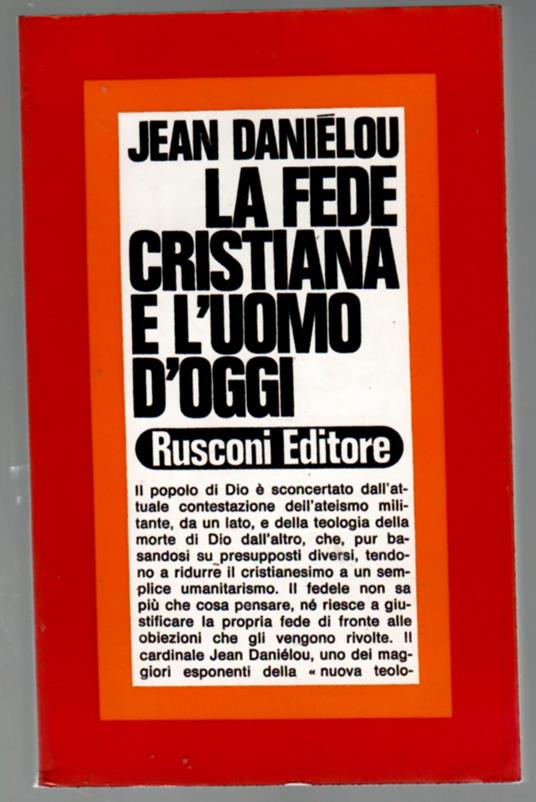 JEAN DANIÉLOU
LA FEDE
CRISTIANA
E L'UOMO
D'OGGI
Rusconi Editore
Il popolo di Dio è sconcertato dall'at-
tuale contestazione dell'ateismo mili-
tante, da un lato, e della teologia della
morte di Dio dall'altro, che, pur ba-
sandosi su presupposti diversi, tendo-
no a ridurre il cristianesimo a un sem-
plice umanitarismo. Il fedele non sa
più che cosa pensare, né riesce a giu-
stificare la propria fede di fronte alle
obiezioni che gli vengono rivolte. Il
cardinale Jean Daniélou, uno dei mag-
giori esponenti della « nuova teolo-